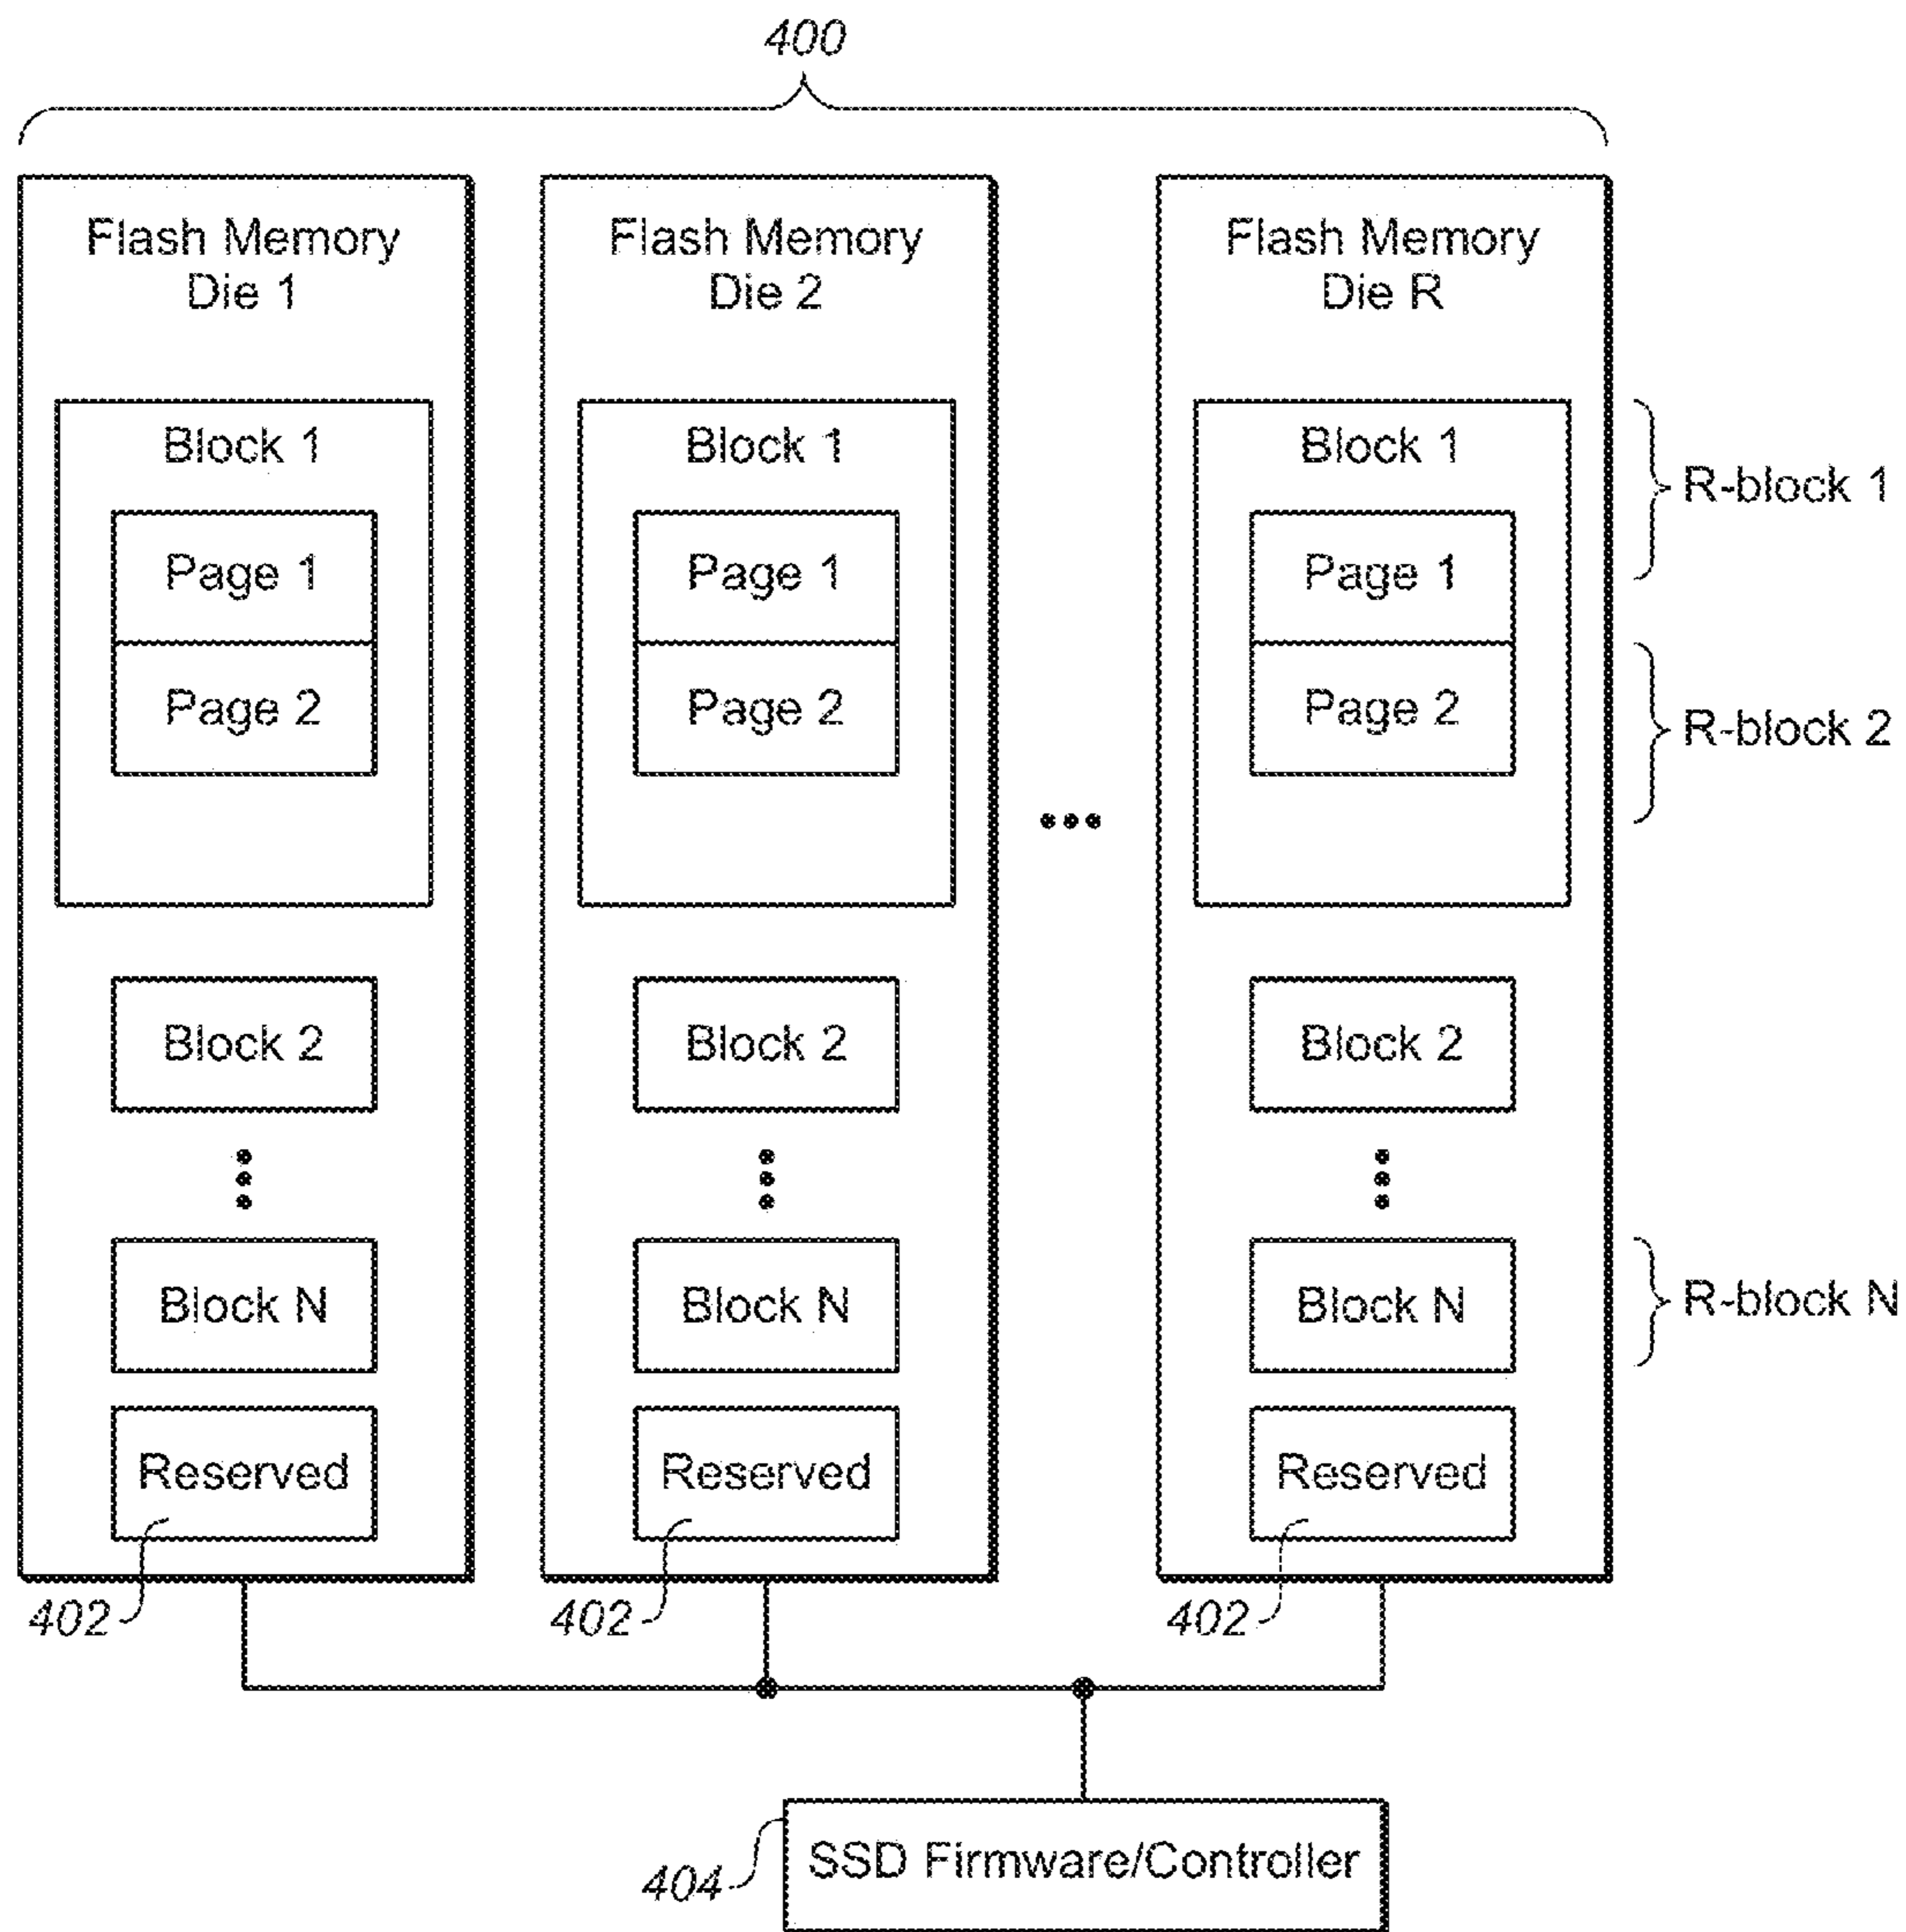 400
Flash Memory
Die 1
Block 1
Page 1
Page 2
Block 2
Block N
Reserved
402
Flash Memory
Die 2
Block 1
Page 1
Page 2
Block 2
Block N
Reserved
402
Flash Memory
Die R
Block 1
Page 1
Page 2
Block 2
Block N
Reserved
402
R-block 1
R-block 2
R-block N
404
SSD Firmware/Controller